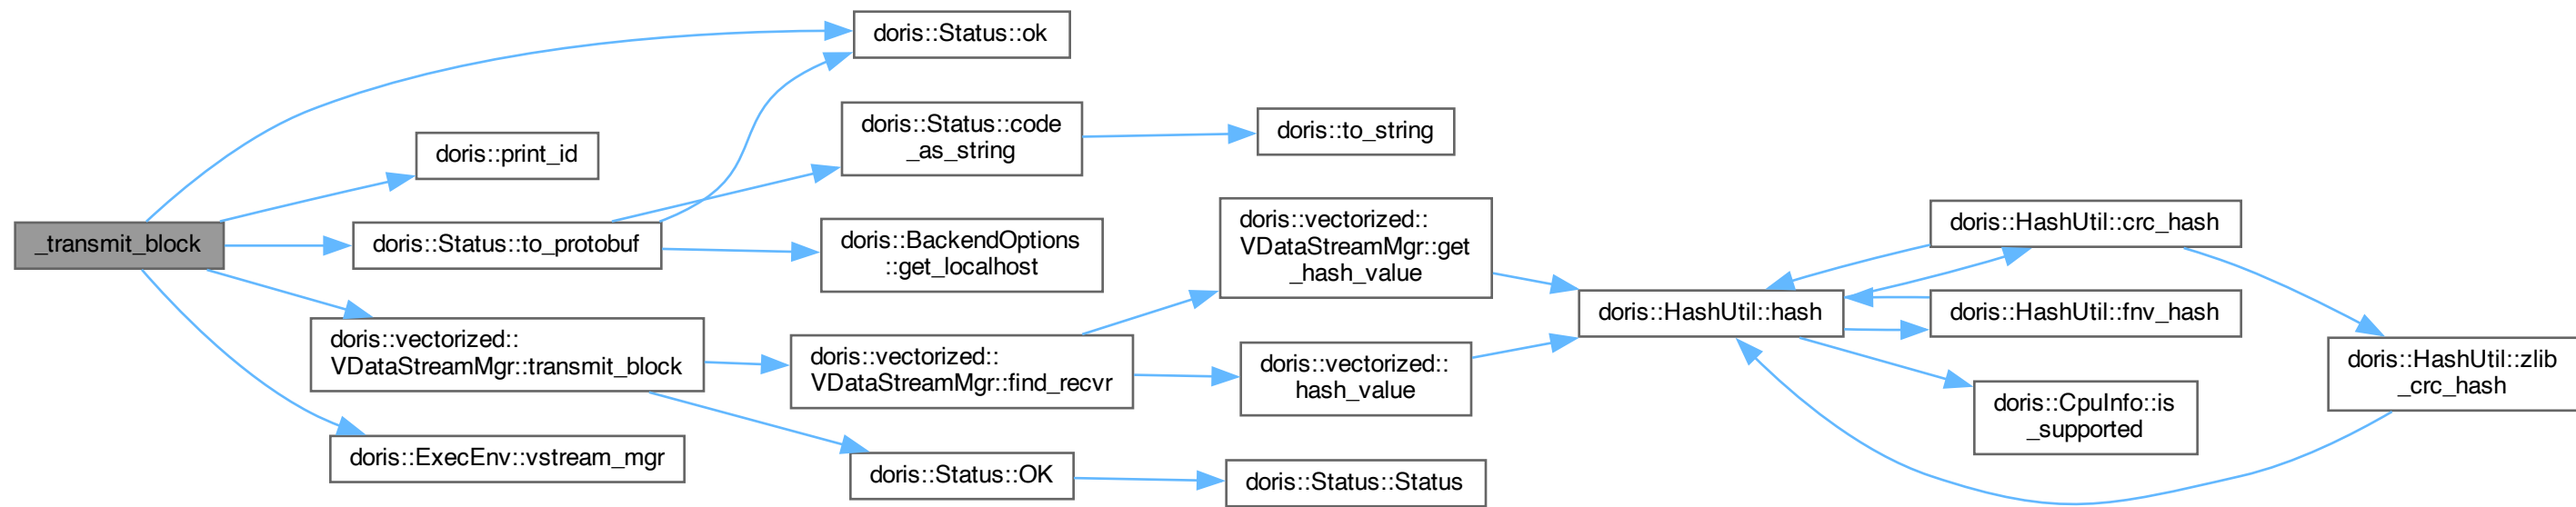 _transmit_block
doris::Status::ok
doris::print_id
doris::Status::to_protobuf
doris::Status::code
_as_string
doris::to_string
doris::BackendOptions
::get_localhost
doris::vectorized::
VDataStreamMgr::transmit_block
doris::ExecEnv::vstream_mgr
doris::vectorized::
VDataStreamMgr::find_recvr
doris::Status::OK
doris::Status::Status
doris::vectorized::
VDataStreamMgr::get
_hash_value
doris::vectorized::
hash_value
doris::HashUtil::hash
doris::HashUtil::crc_hash
doris::HashUtil::fnv_hash
doris::CpuInfo::is
_supported
doris::HashUtil::zlib
_crc_hash